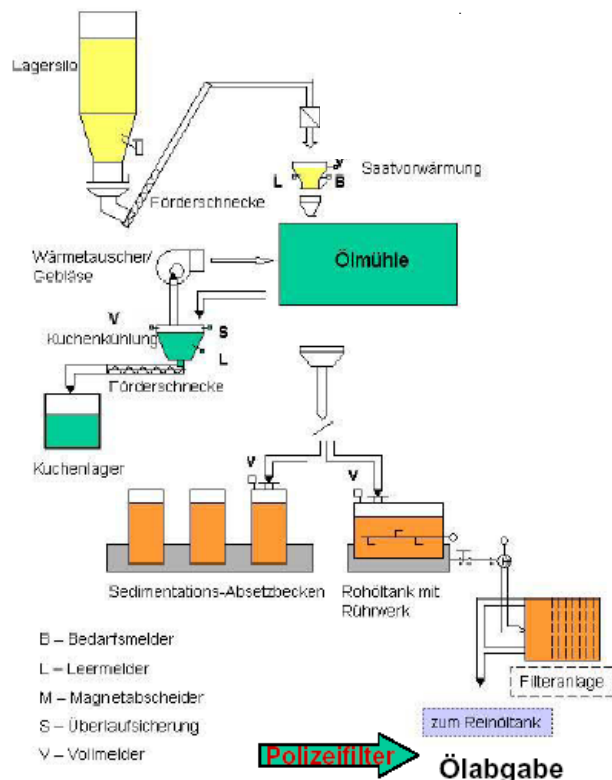 Lagersilo
Saatvorwärmung
L
B
Förderschnecke
Wärmetauscher/
Gebläse
Ölmühle
V
Kuchenkühlung
S
L
Förderschnecke
Kuchenlager
V
V
Sedimentations-Absetzbecken
Rohöltank mit
Rührwerk
B – Bedarfsmelder
L – Leermelder
M – Magnetabscheider
S – Überlaufsicherung
V – Vollmelder
Filteranlage
zum Reinöltank
Polizeifilter
Ölabgabe